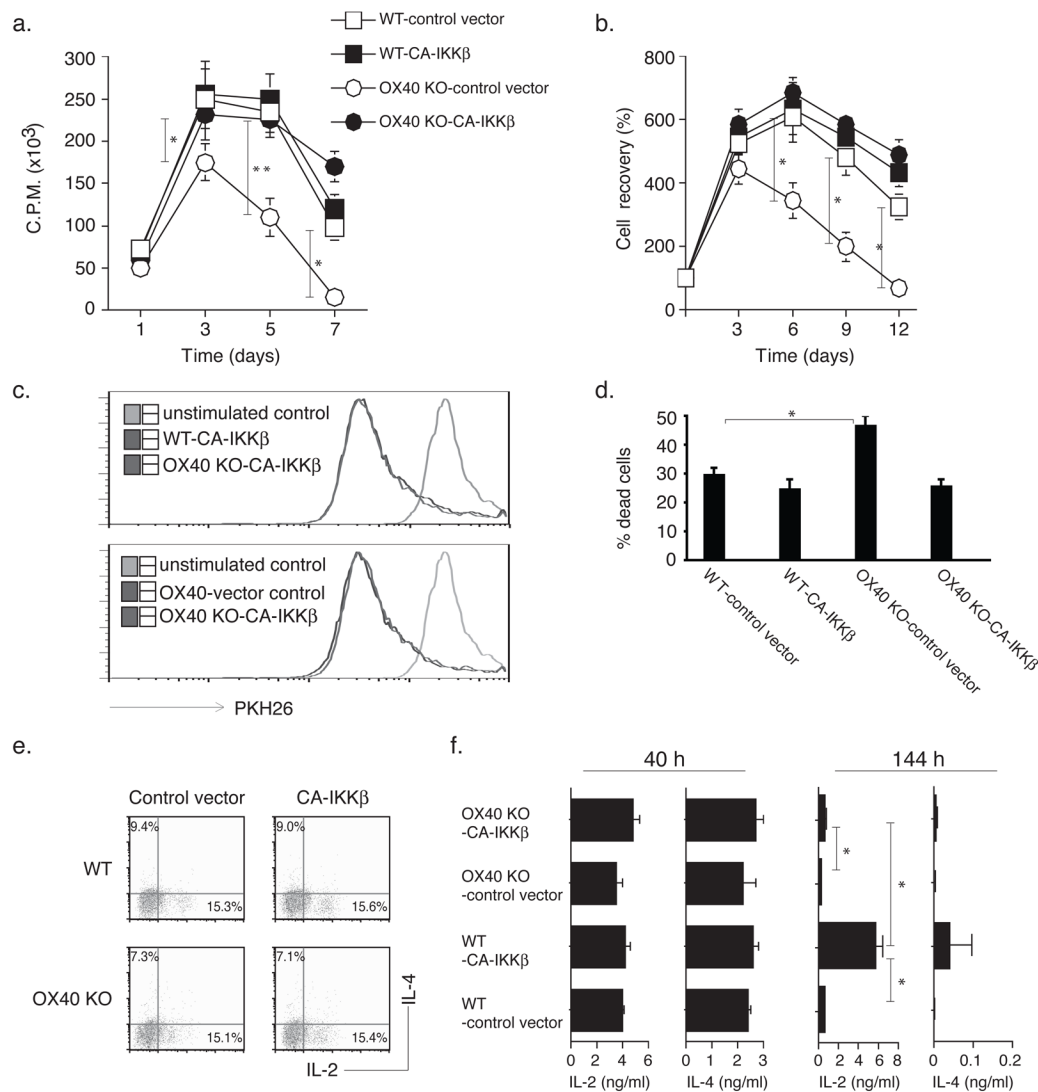 a.
WT-control vector
WT-CA-IKKβ
OX40 KO-control vector
OX40 KO-CA-IKKβ
300
250
200
150
100
50
0
C.P.M. (x10³)
*
* *
*
1 3 5 7
Time (days)
b.
800
600
400
200
0
Cell recovery (%)
*
*
*
3 6 9 12
Time (days)
c.
unstimulated control
WT-CA-IKKβ
OX40 KO-CA-IKKβ
unstimulated control
OX40-vector control
OX40 KO-CA-IKKβ
PKH26
d.
50
40
30
20
10
0
% dead cells
*
WT-control vector
WT-CA-IKKβ
OX40 KO-control vector
OX40 KO-CA-IKKβ
e.
Control vector CA-IKKβ
WT
9.4%
15.3%
9.0%
15.6%
OX40 KO
7.3%
15.1%
7.1%
15.4%
IL-4
IL-2
f.
40 h 144 h
OX40 KO
-CA-IKKβ
OX40 KO
-control vector
WT
-CA-IKKβ
WT
-control vector
*
*
*
0 2 4 6
IL-2 (ng/ml)
0 1 2 3
IL-4 (ng/ml)
0 2 4 6 8
IL-2 (ng/ml)
0 0.1 0.2
IL-4 (ng/ml)